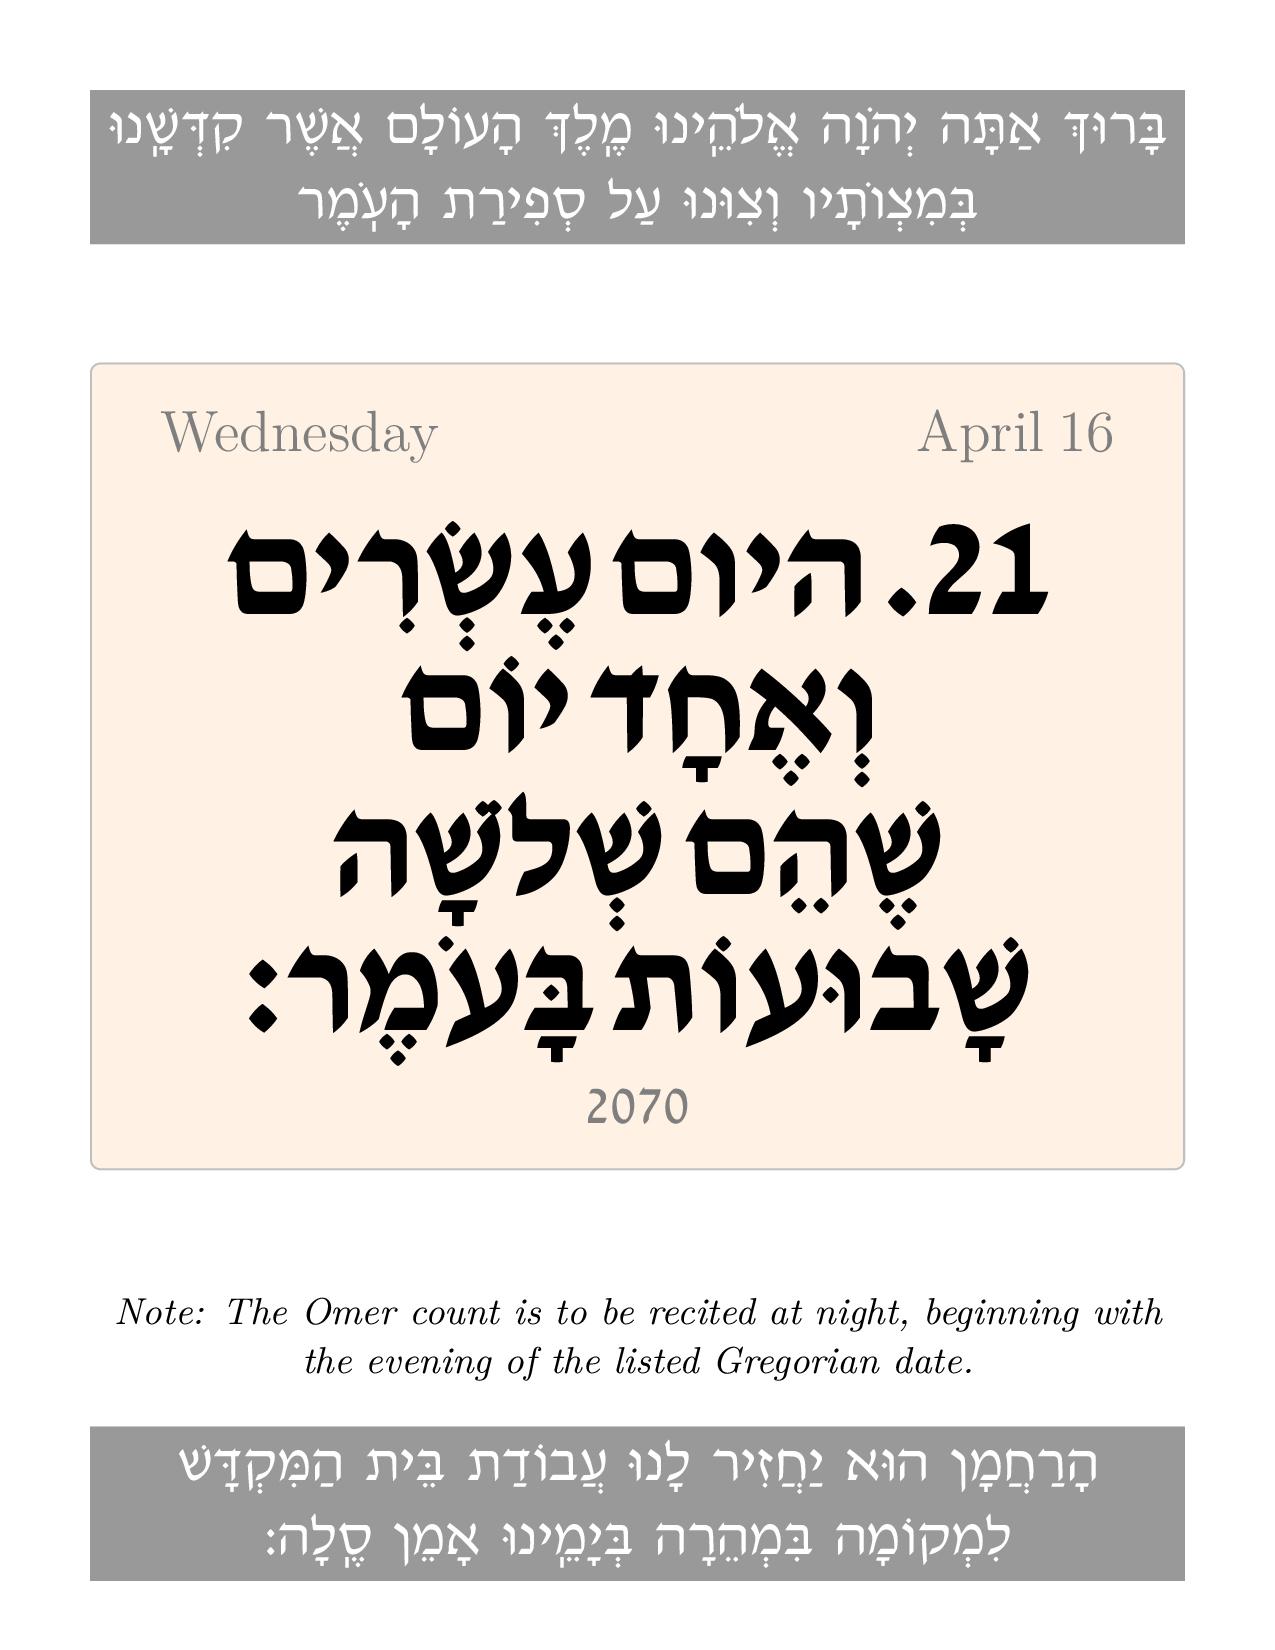 בָּרוּךְ אַתָּה יְהֹוָה אֱלֹהֵֽינוּ מֶֽלֶךְ הָעוֹלָם אֲשֶׁר קִדְּשָֽׁנוּ
בְּמִצְוֹתָיו וְצִוּנוּ עַל סְפִירַת הָעֹֽמֶר
Wednesday April 16
21. היום עֶשְׂרִים
וְאֶחָד יוֹם
שֶׁהֵם שְׁלֹשָׁה
שָׁבוּעוֹת בָּעֹמֶר:
2070
Note: The Omer count is to be recited at night, beginning with
the evening of the listed Gregorian date.
הָרַחֲמָן הוּא יַחֲזִיר לָנוּ עֲבוֹדַת בֵּית הַמִּקְדָּשׁ
לִמְקוֹמָהּ בִּמְהֵרָה בְּיָמֵֽינוּ אָמֵן סֶֽלָה: